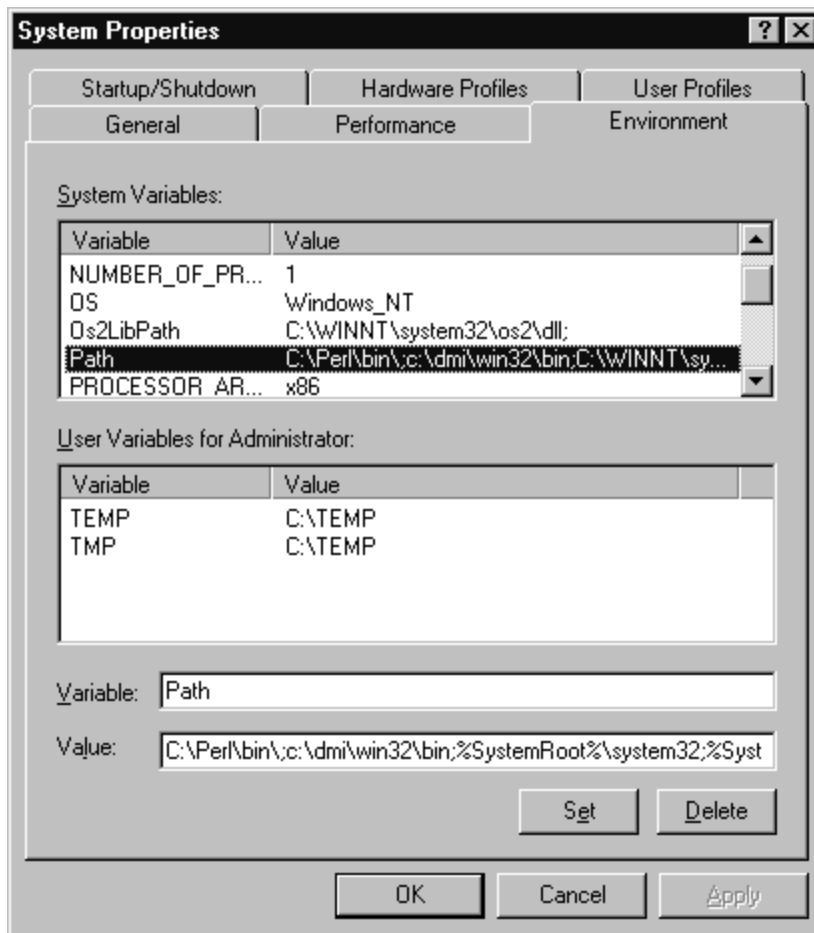 System Properties
Startup/Shutdown Hardware Profiles User Profiles
General Performance Environment
System Variables:
Variable Value
NUMBER_OF_PR... 1
OS Windows_NT
Os2LibPath C:\WINNT\system32\os2\dll;
Path C:\Perl\bin\;c:\dmi\win32\bin;C:\WINNT\sy...
PROCESSOR_AR... x86
User Variables for Administrator:
Variable Value
TEMP C:\TEMP
TMP C:\TEMP
Variable: Path
Value: C:\Perl\bin\;c:\dmi\win32\bin;%SystemRoot%\system32;%Syst
Set Delete
OK Cancel Apply